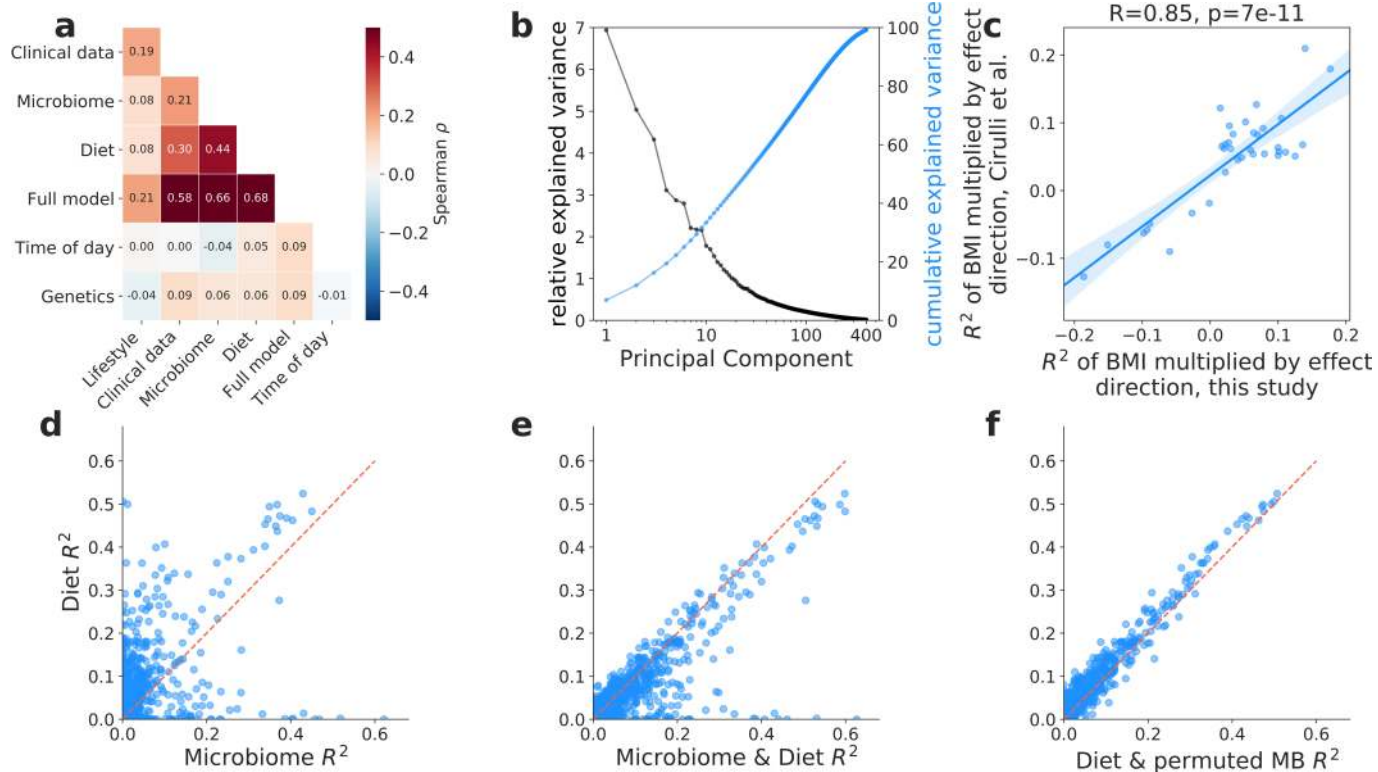 a
Clinical data
Microbiome
Diet
Full model
Time of day
Genetics
0.19
0.08 0.21
0.08 0.30 0.44
0.21 0.58 0.66 0.68
0.00 0.00 -0.04 0.05 0.09
-0.04 0.09 0.06 0.06 0.09 -0.01
Lifestyle
Clinical data
Microbiome
Diet
Full model
Time of day
0.4
0.2
0.0
−0.2
−0.4
Spearman ρ
b
relative explained variance
7
6
5
4
3
2
1
0
100
80
60
40
20
0
cumulative explained variance
1 10 100 400
Principal Component
c
R=0.85, p=7e-11
R² of BMI multiplied by effect
direction, Cirulli et al.
0.2
0.1
0.0
−0.1
−0.2 −0.1 0.0 0.1 0.2
R² of BMI multiplied by effect
direction, this study
d
Diet R²
0.6
0.5
0.4
0.3
0.2
0.1
0.0
0.0 0.2 0.4 0.6
Microbiome R²
e
0.6
0.5
0.4
0.3
0.2
0.1
0.0
0.0 0.2 0.4 0.6
Microbiome & Diet R²
f
0.6
0.5
0.4
0.3
0.2
0.1
0.0
0.0 0.2 0.4 0.6
Diet & permuted MB R²